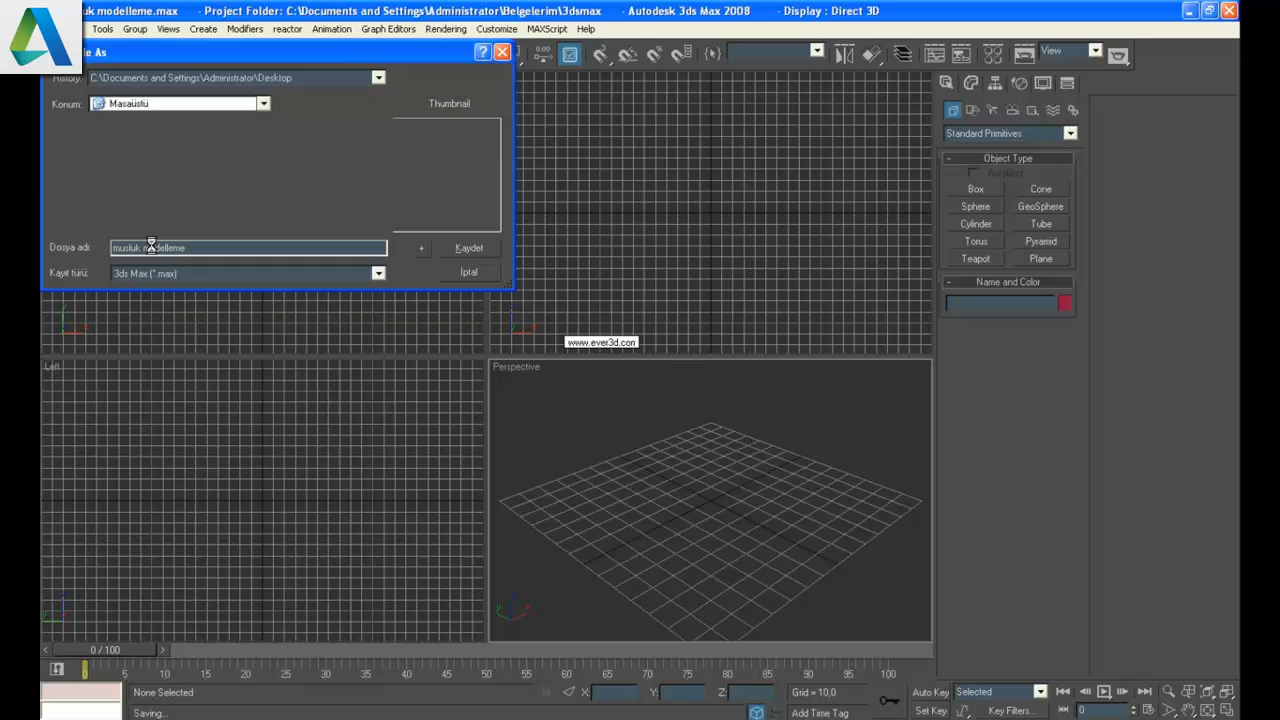 uk modelleme.max - Project Folder: C:\Documents and Settings\Administrator\Belgelerim\3dsmax - Autodesk 3ds Max 2008 - Display : Direct 3D
Tools Group Views Create Modifiers reactor Animation Graph Editors Rendering Customize MAXScript Help
e As
View
History: C:\Documents and Settings\Administrator\Desktop
Konum: Masaüstü
Thumbnail
Dosya adı: musluk modelleme
+ Kaydet
Kayıt türü: 3ds Max (*.max)
İptal
Standard Primitives
- Object Type
AutoGrid
Box Cone
Sphere GeoSphere
Cylinder Tube
Torus Pyramid
Teapot Plane
- Name and Color
www.ever3d.com
Left
Perspective
0 / 100
0 5 10 15 20 25 30 35 40 45 50 55 60 65 70 75 80 85 90 95 100
None Selected X: Y: Z: Grid = 10,0 Auto Key Selected
Saving... Add Time Tag Set Key Key Filters... 0